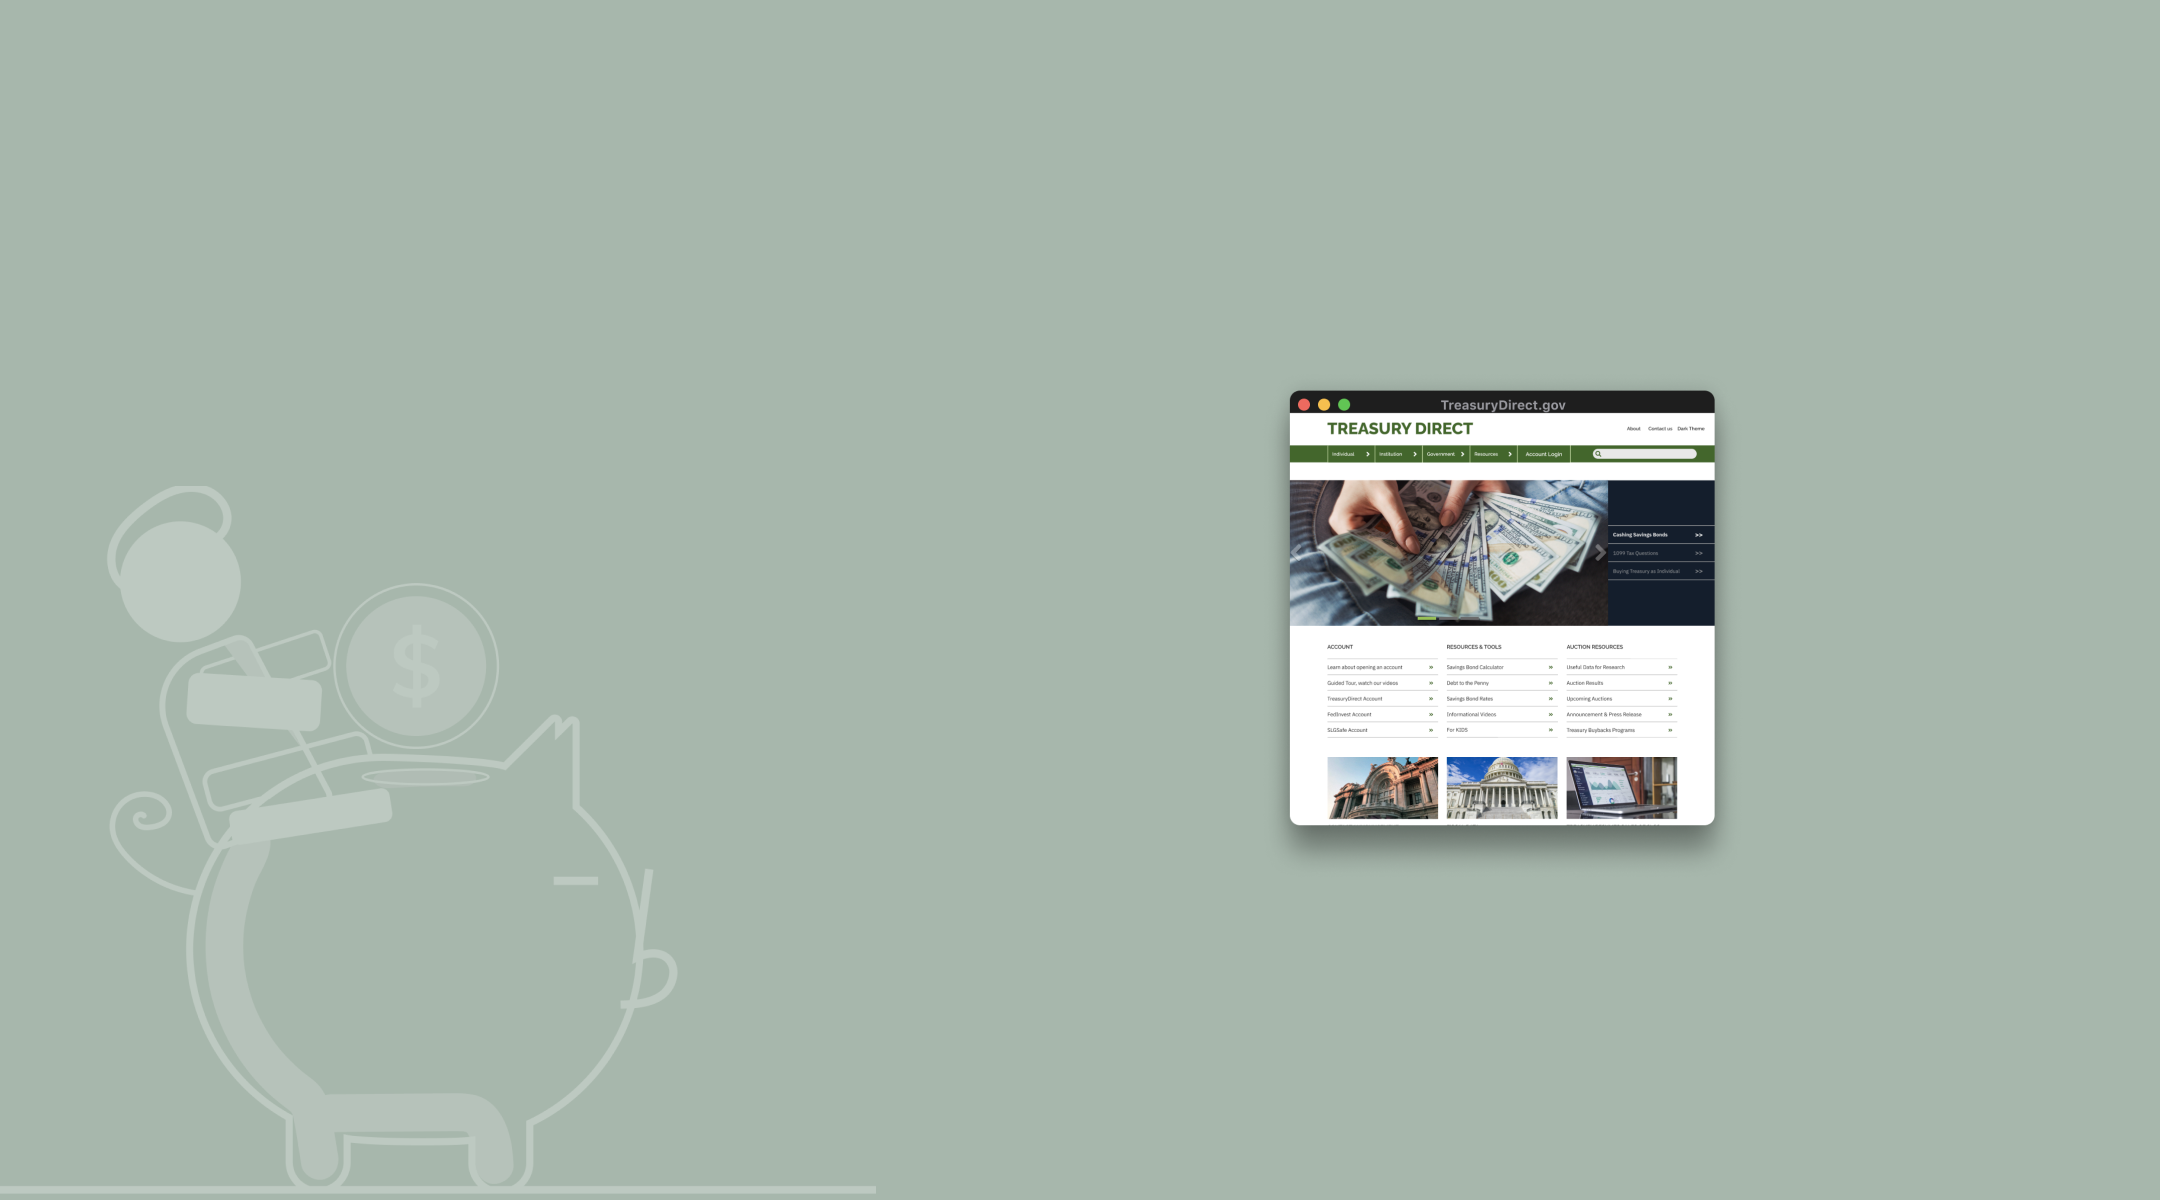 $
TreasuryDirect.gov
TREASURY DIRECT
About Contact us Dark Theme
Individual Institution Government Resources Account Login
Cashing Savings Bonds >>
1099 Tax Questions >>
Buying Treasury as Individual >>
ACCOUNT
Learn about opening an account »
Guided Tour, watch our videos »
TreasuryDirect Account »
FedInvest Account »
SLGSafe Account »
RESOURCES & TOOLS
Savings Bond Calculator »
Debt to the Penny »
Savings Bond Rates »
Informational Videos »
For KIDS »
AUCTION RESOURCES
Useful Data for Research »
Auction Results »
Upcoming Auctions »
Announcement & Press Release »
Treasury Buybacks Programs »